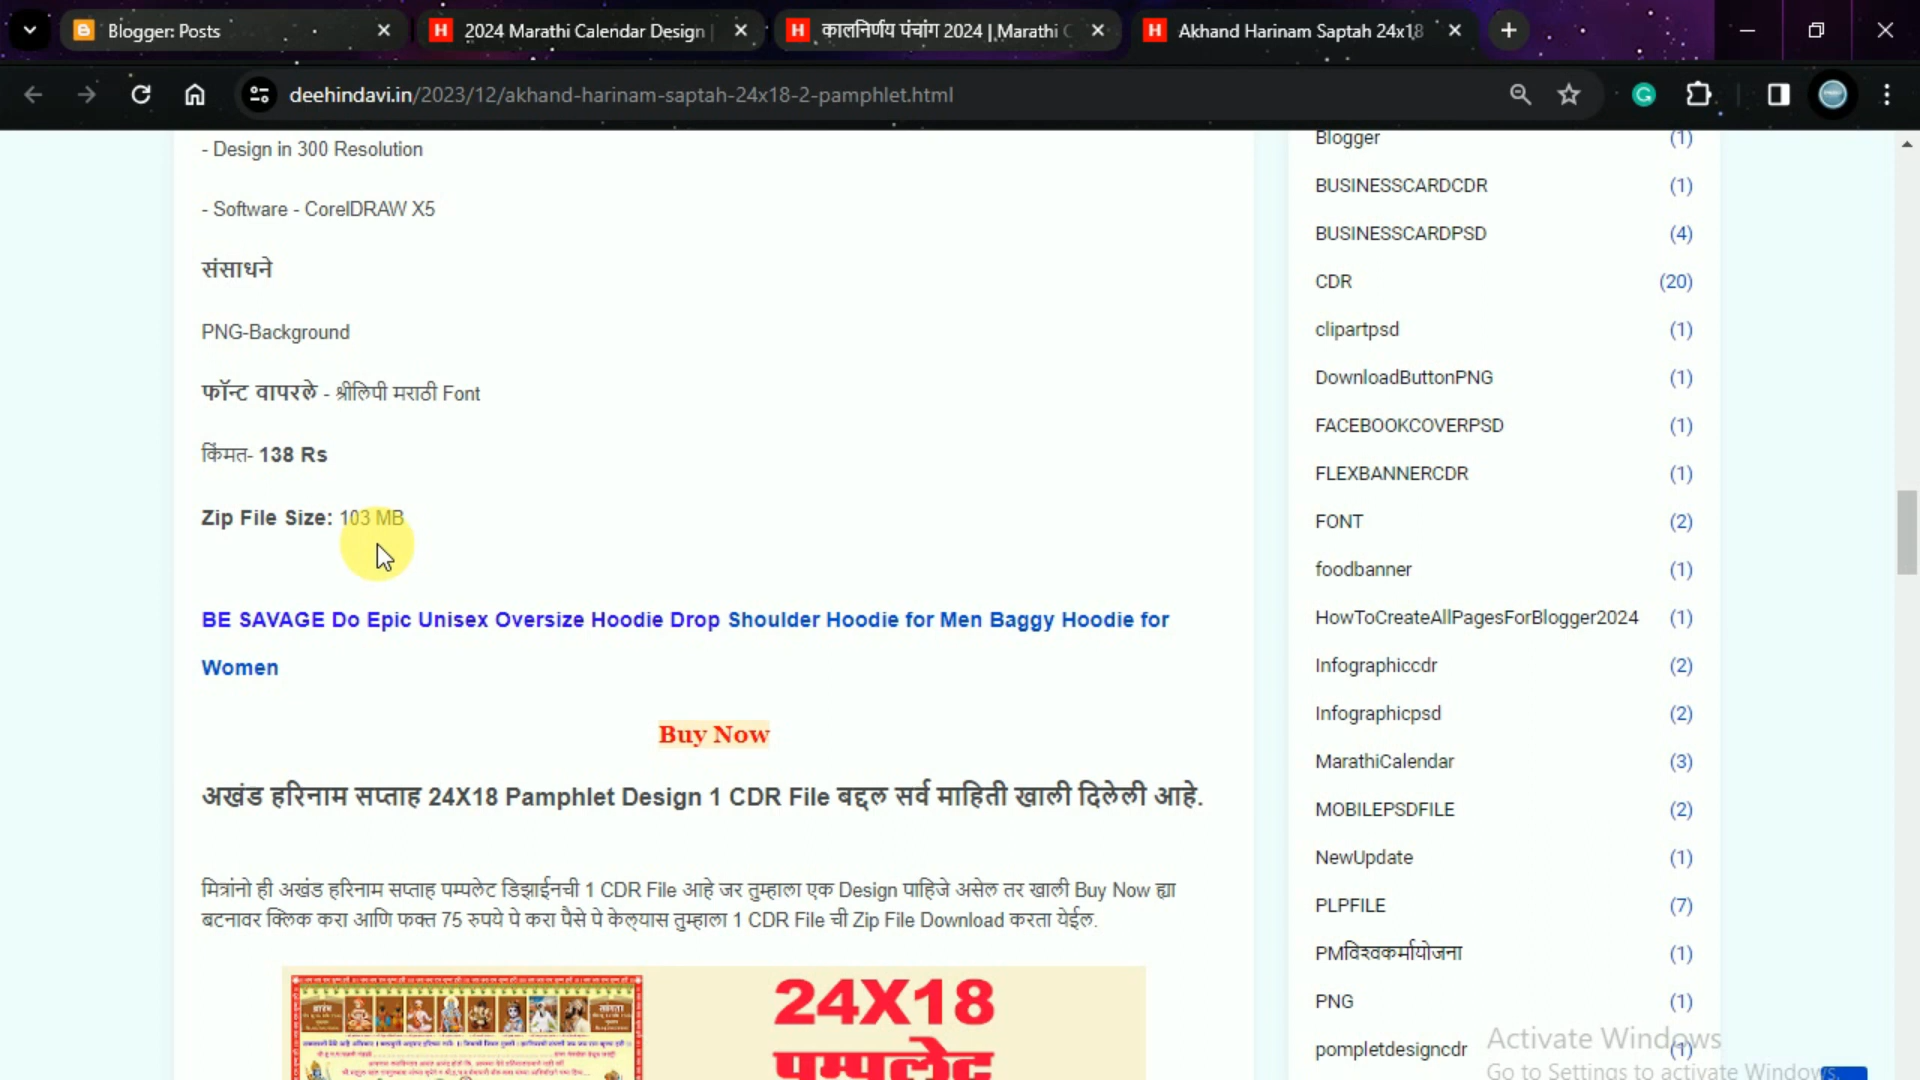 Blogger: Posts
2024 Marathi Calendar Design |
कालनिर्णय पंचांग 2024 | Marathi C
Akhand Harinam Saptah 24x18
deehindavi.in/2023/12/akhand-harinam-saptah-24x18-2-pamphlet.html
- Design in 300 Resolution
- Software - CorelDRAW X5
संसाधने
PNG-Background
फॉन्ट वापरले - श्रीलिपी मराठी Font
किंमत- 138 Rs
Zip File Size: 103 MB
BE SAVAGE Do Epic Unisex Oversize Hoodie Drop Shoulder Hoodie for Men Baggy Hoodie for
Women
Buy Now
अखंड हरिनाम सप्ताह 24X18 Pamphlet Design 1 CDR File बद्दल सर्व माहिती खाली दिलेली आहे.
मित्रांनो ही अखंड हरिनाम सप्ताह पम्पलेट डिझाईनची 1 CDR File आहे जर तुम्हाला एक Design पाहिजे असेल तर खाली Buy Now ह्या
बटनावर क्लिक करा आणि फक्त 75 रुपये पे करा पैसे पे केल्यास तुम्हाला 1 CDR File ची Zip File Download करता येईल.
24X18
पम्पलेट
Blogger (1)
BUSINESSCARDCDR (1)
BUSINESSCARDPSD (4)
CDR (20)
clipartpsd (1)
DownloadButtonPNG (1)
FACEBOOKCOVERPSD (1)
FLEXBANNERCDR (1)
FONT (2)
foodbanner (1)
HowToCreateAllPagesForBlogger2024 (1)
Infographiccdr (2)
Infographicpsd (2)
MarathiCalendar (3)
MOBILEPSDFILE (2)
NewUpdate (1)
PLPFILE (7)
PMविश्वकर्मायोजना (1)
PNG (1)
pompletdesigncdr (1)
Activate Windows
Go to Settings to activate Windows.